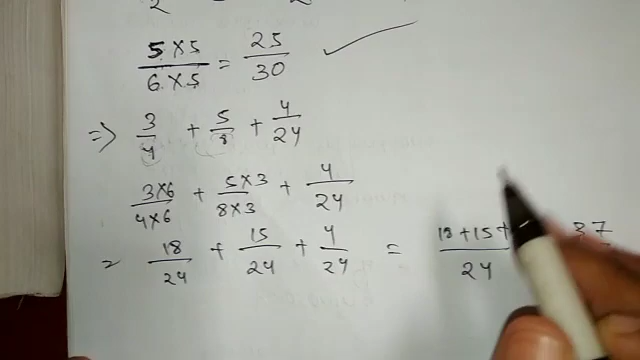 5×5/6×5 = 25/30 ✓
=> 3/4 + 5/8 + 4/24
3×6/4×6 + 5×3/8×3 + 4/24
= 18/24 + 15/24 + 4/24 = 18+15+ /24 37